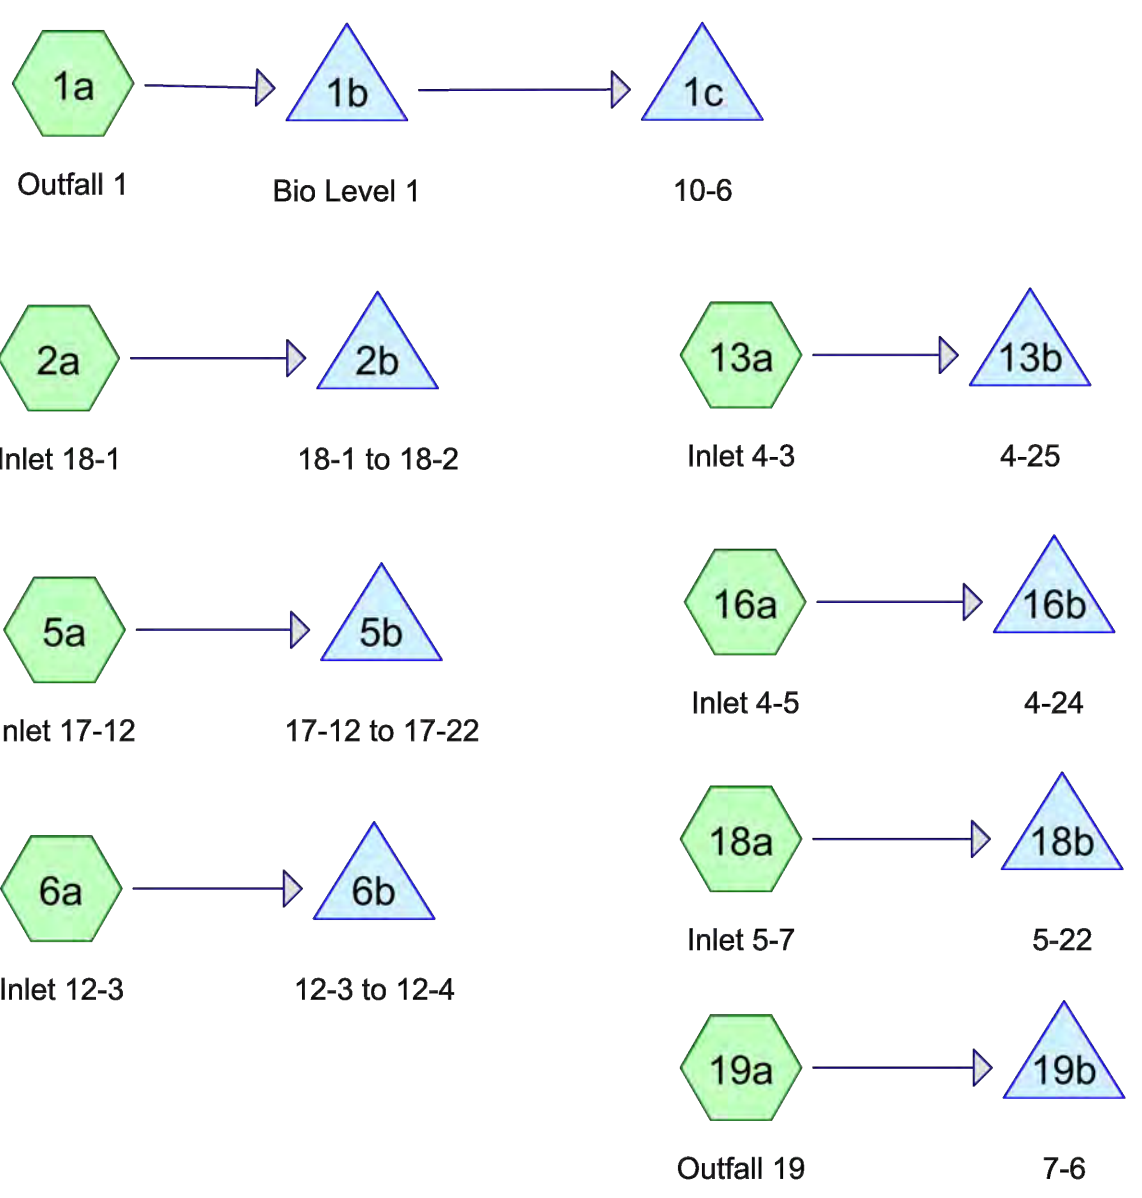 1a
1b
1c
Outfall 1
Bio Level 1
10-6
2a
2b
13a
13b
Inlet 18-1
18-1 to 18-2
Inlet 4-3
4-25
5a
5b
16a
16b
nlet 17-12
17-12 to 17-22
Inlet 4-5
4-24
6a
6b
18a
18b
Inlet 12-3
12-3 to 12-4
Inlet 5-7
5-22
19a
19b
Outfall 19
7-6